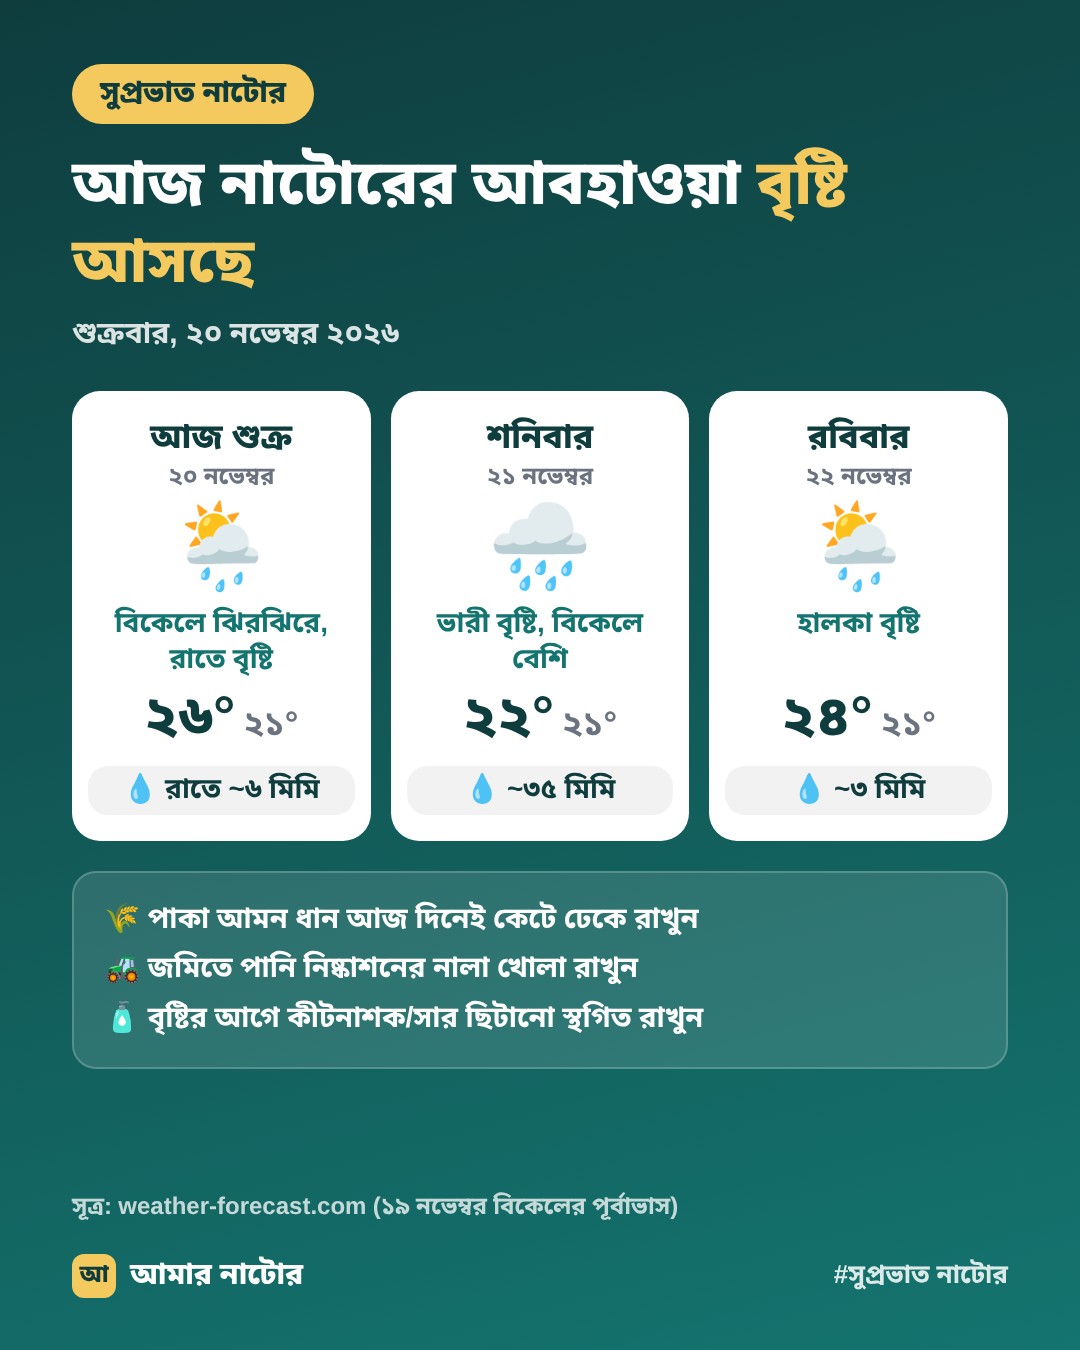 সুপ্রভাত নাটোর
আজ নাটোরের আবহাওয়া বৃষ্টি
আসছে
শুক্রবার, ২০ নভেম্বর ২০২৬
আজ শুক্র
২০ নভেম্বর
বিকেলে ঝিরঝিরে,
রাতে বৃষ্টি
২৬° ২১°
রাতে ~৬ মিমি
শনিবার
২১ নভেম্বর
ভারী বৃষ্টি, বিকেলে
বেশি
২২° ২১°
~৩৫ মিমি
রবিবার
২২ নভেম্বর
হালকা বৃষ্টি
২৪° ২১°
~৩ মিমি
পাকা আমন ধান আজ দিনেই কেটে ঢেকে রাখুন
জমিতে পানি নিষ্কাশনের নালা খোলা রাখুন
বৃষ্টির আগে কীটনাশক/সার ছিটানো স্থগিত রাখুন
সূত্র: weather-forecast.com (১৯ নভেম্বর বিকেলের পূর্বাভাস)
আ আমার নাটোর
#সুপ্রভাত নাটোর